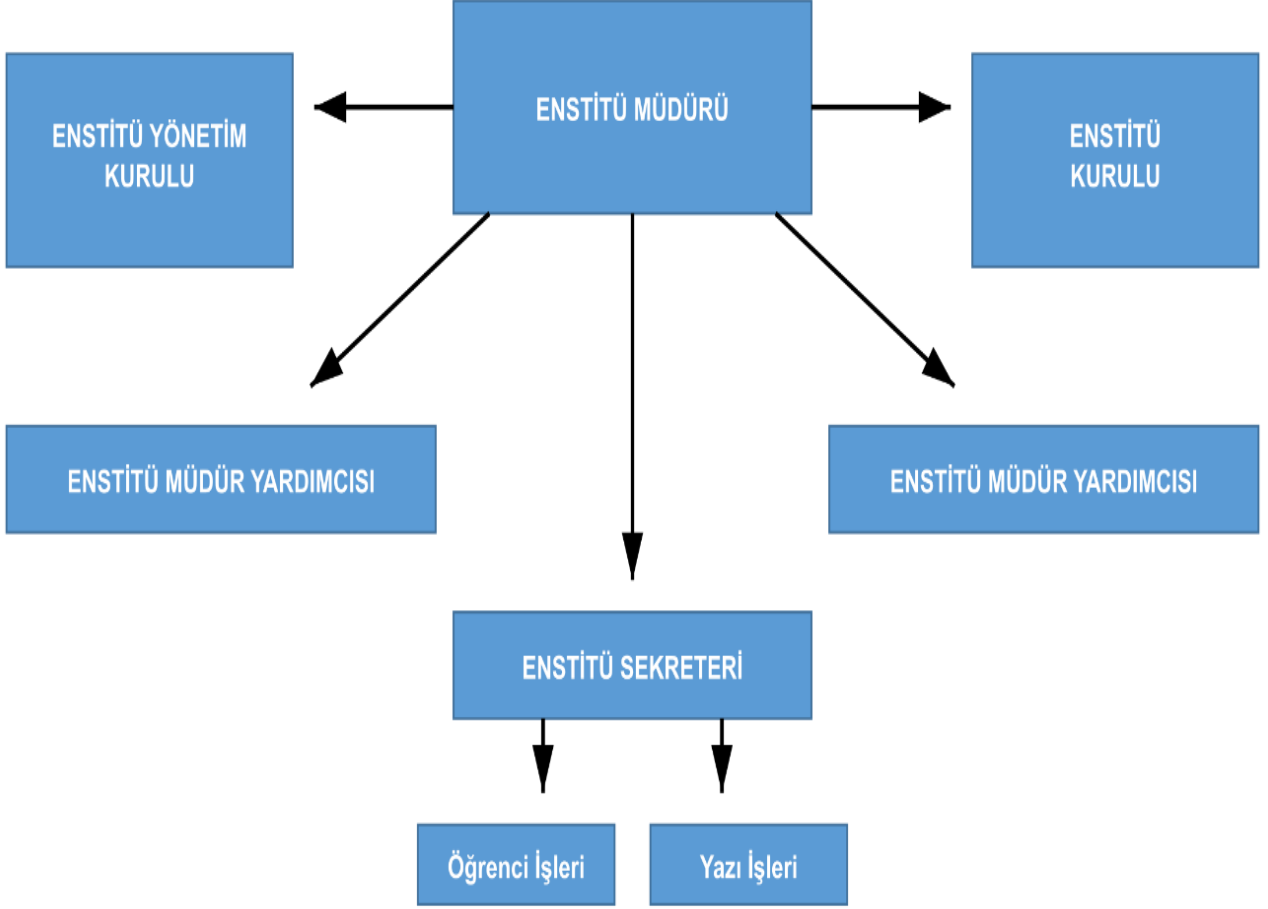 ENSTİTÜ MÜDÜRÜ
ENSTİTÜ YÖNETİM
KURULU
ENSTİTÜ
KURULU
ENSTİTÜ MÜDÜR YARDIMCISI
ENSTİTÜ MÜDÜR YARDIMCISI
ENSTİTÜ SEKRETERİ
Öğrenci İşleri
Yazı İşleri